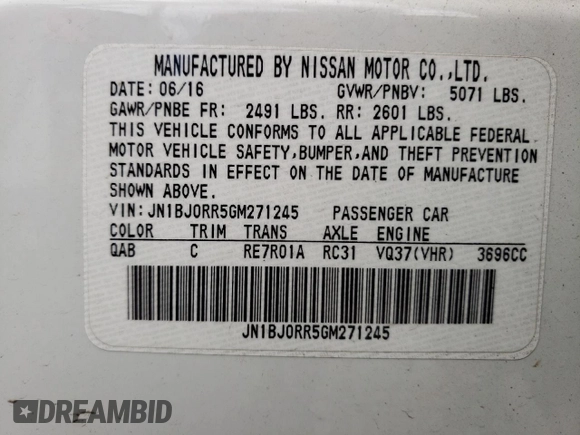 MANUFACTURED BY NISSAN MOTOR CO.,LTD.
DATE: 06/16 GVWR/PNBV: 5071 LBS.
GAWR/PNBE FR: 2491 LBS. RR: 2601 LBS.
THIS VEHICLE CONFORMS TO ALL APPLICABLE FEDERAL
MOTOR VEHICLE SAFETY,BUMPER,AND THEFT PREVENTION
STANDARDS IN EFFECT ON THE DATE OF MANUFACTURE
SHOWN ABOVE.
VIN:JN1BJ0RR5GM271245 PASSENGER CAR
COLOR TRIM TRANS AXLE ENGINE
QAB C RE7R01A RC31 VQ37(VHR) 3696CC
JN1BJ0RR5GM271245
DREAMBID